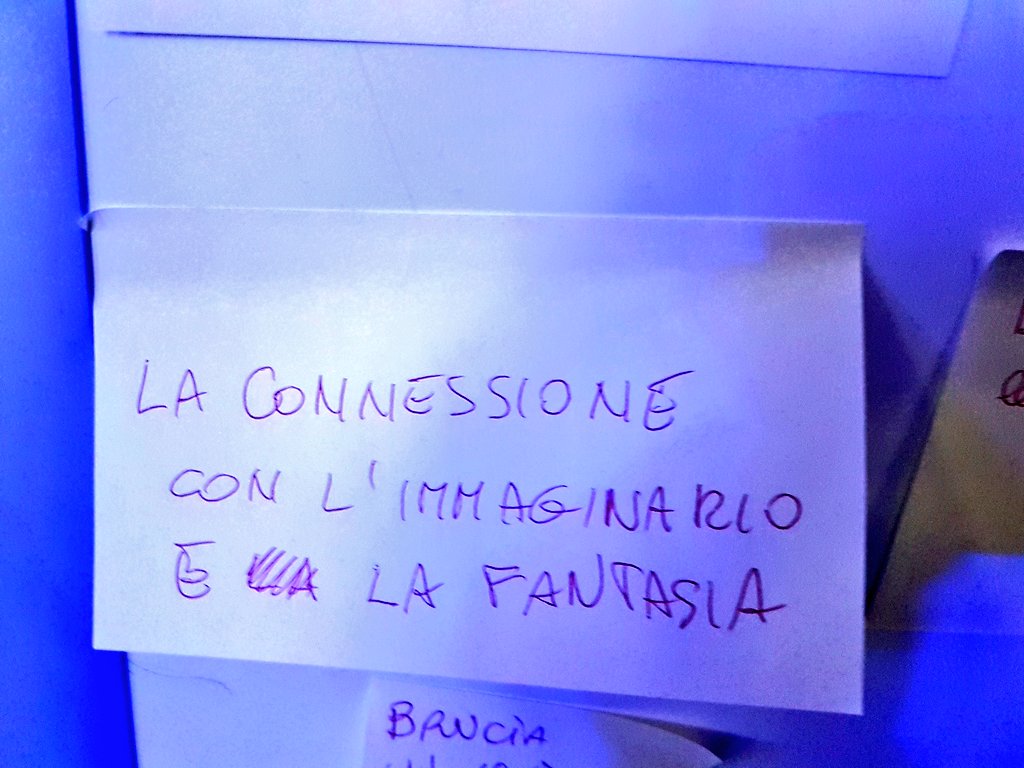 LA CONNESSIONE
CON L'IMMAGINARIO
E LA FANTASIA
BRUCIA